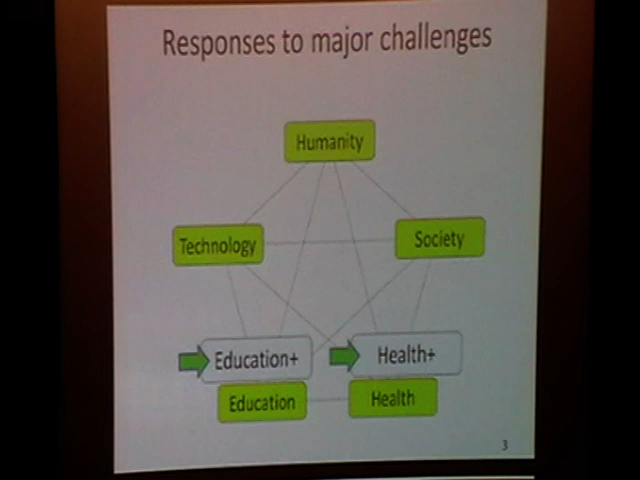 Responses to major challenges
Humanity
Technology
Society
Education+
Health+
Education
Health
3